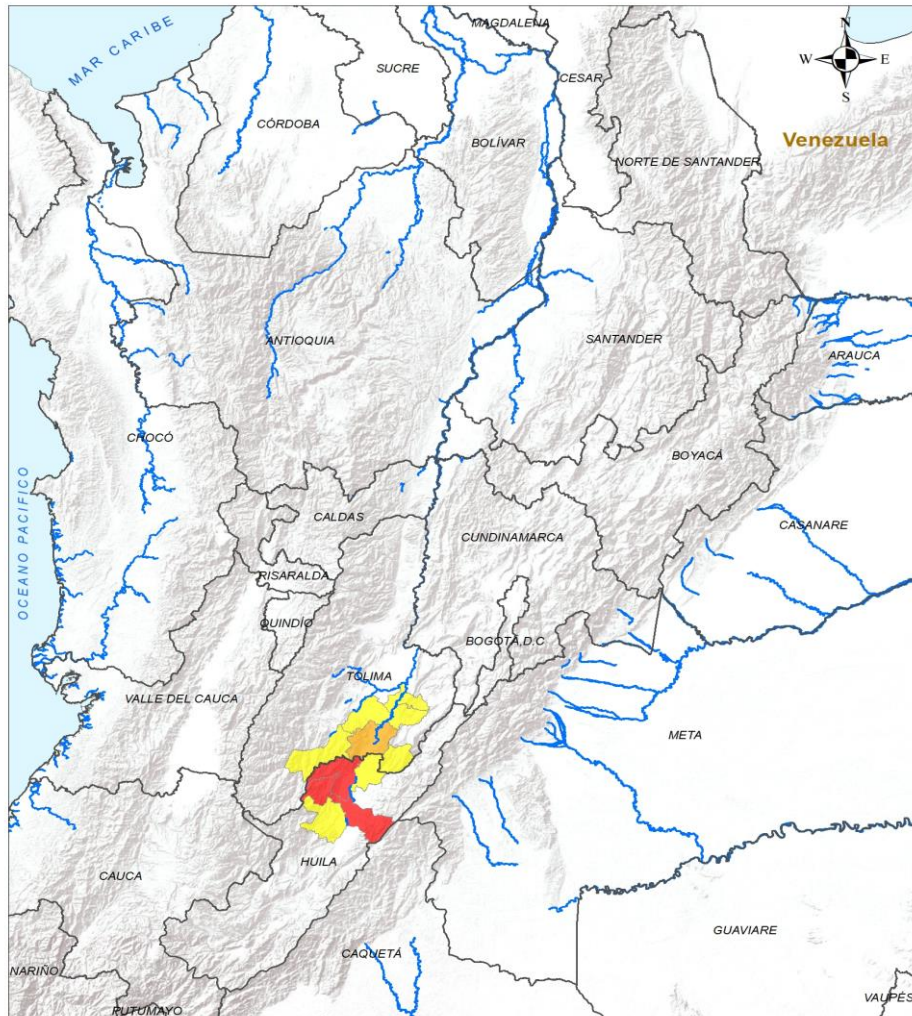 MAGDALENA
MAR CARIBE
N
W E
S
SUCRE
CESAR
CÓRDOBA
BOLÍVAR
Venezuela
NORTE DE SANTANDER
ANTIOQUIA
SANTANDER
ARAUCA
CHOCÓ
BOYACÁ
OCEANO PACIFICO
CALDAS
CASANARE
CUNDINAMARCA
RISARALDA
QUINDÍO
BOGOTÁ, D.C
TOLIMA
VALLE DEL CAUCA
META
HUILA
CAUCA
GUAVIARE
CAQUETÁ
NARIÑO
VAUPÉS
PUTUMAYO